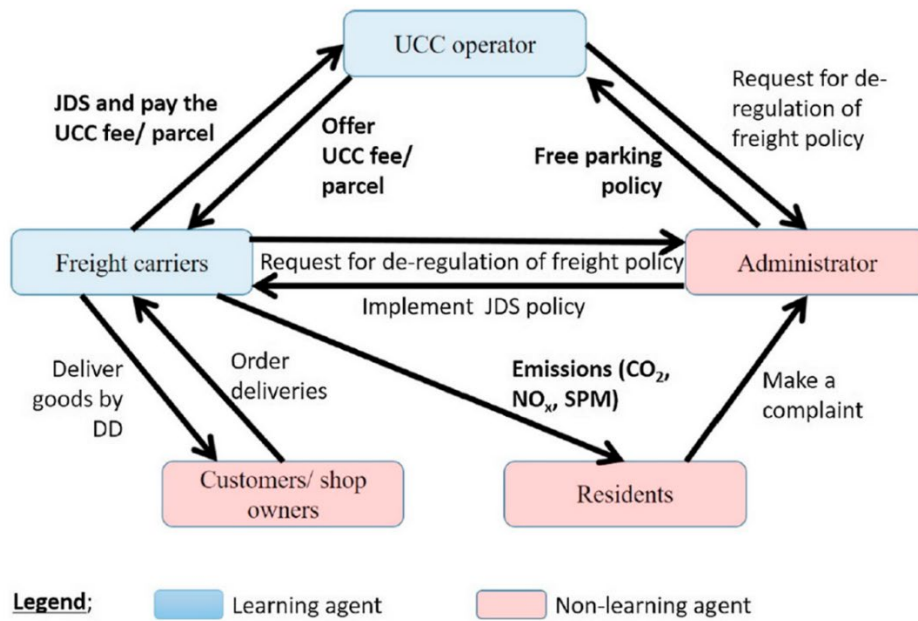 UCC operator
JDS and pay the
UCC fee/ parcel
Offer
UCC fee/
parcel
Free parking
policy
Request for de-
regulation of
freight policy
Freight carriers
Request for de-regulation of freight policy
Implement JDS policy
Administrator
Deliver
goods by
DD
Order
deliveries
Emissions (CO₂,
NOₓ, SPM)
Make a
complaint
Customers/ shop
owners
Residents
Legend;
Learning agent
Non-learning agent